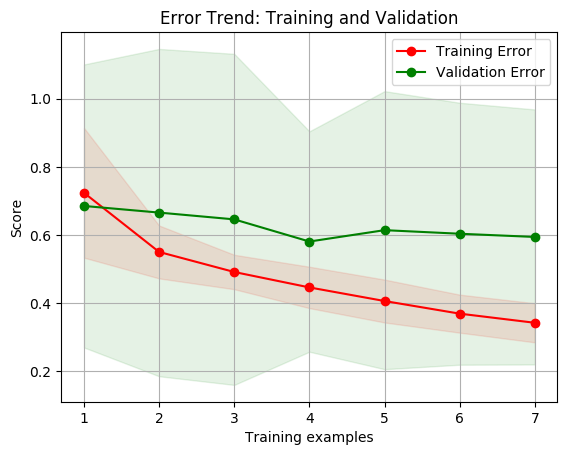 Error Trend: Training and Validation
Training Error
Validation Error
1.0
0.8
0.6
0.4
0.2
Score
1 2 3 4 5 6 7
Training examples